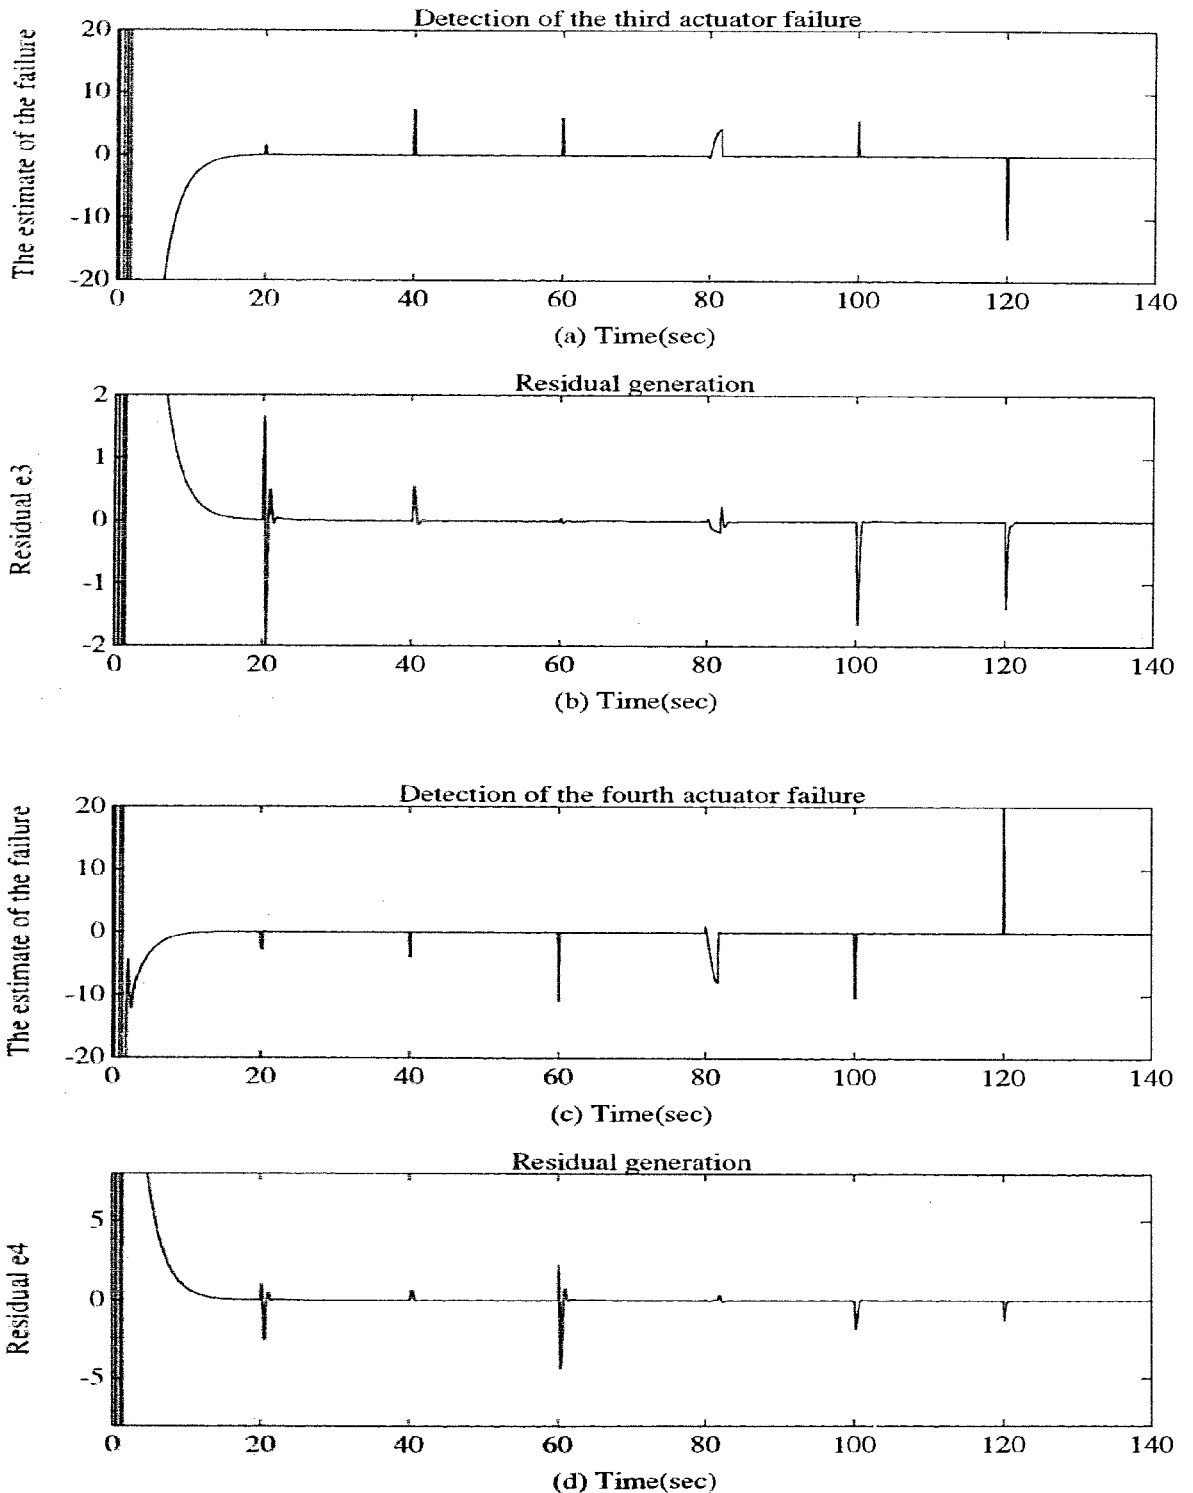 Detection of the third actuator failure
The estimate of the failure
20
10
0
-10
-20
0 20 40 60 80 100 120 140
(a) Time(sec)
Residual generation
Residual e3
2
1
0
-1
-2
0 20 40 60 80 100 120 140
(b) Time(sec)
Detection of the fourth actuator failure
The estimate of the failure
20
10
0
-10
-20
0 20 40 60 80 100 120 140
(c) Time(sec)
Residual generation
Residual e4
5
0
-5
0 20 40 60 80 100 120 140
(d) Time(sec)